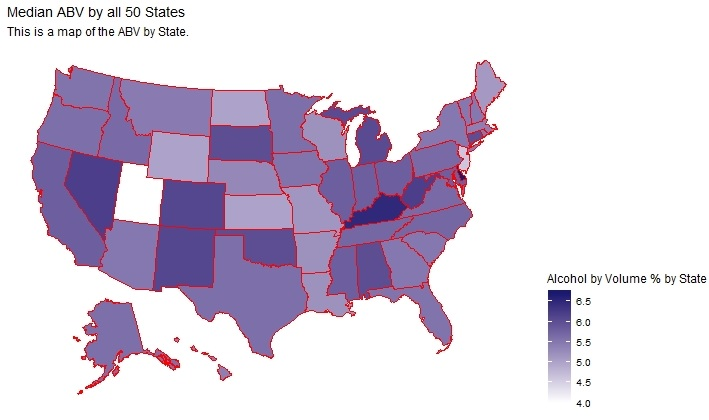 Median ABV by all 50 States
This is a map of the ABV by State.
Alcohol by Volume % by State
6.5
6.0
5.5
5.0
4.5
4.0